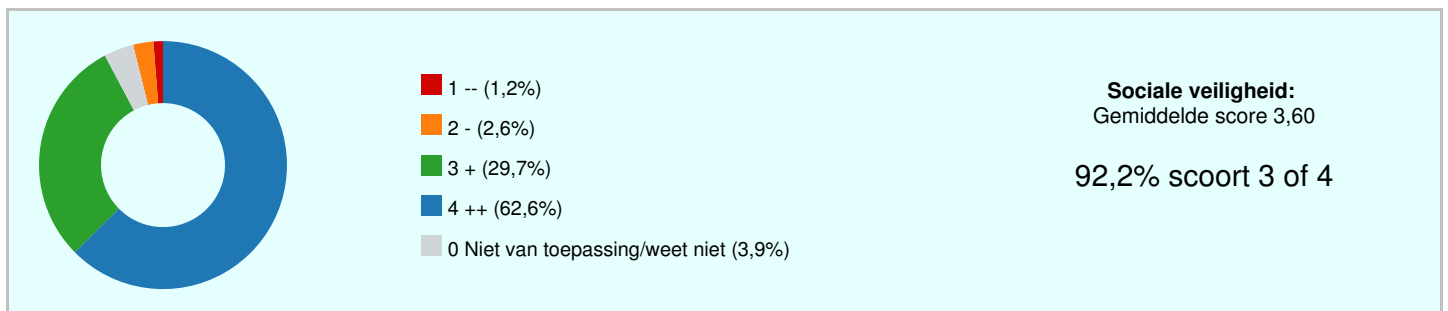 1 -- (1,2%)
2 - (2,6%)
3 + (29,7%)
4 ++ (62,6%)
0 Niet van toepassing/weet niet (3,9%)
Sociale veiligheid:
Gemiddelde score 3,60
92,2% scoort 3 of 4